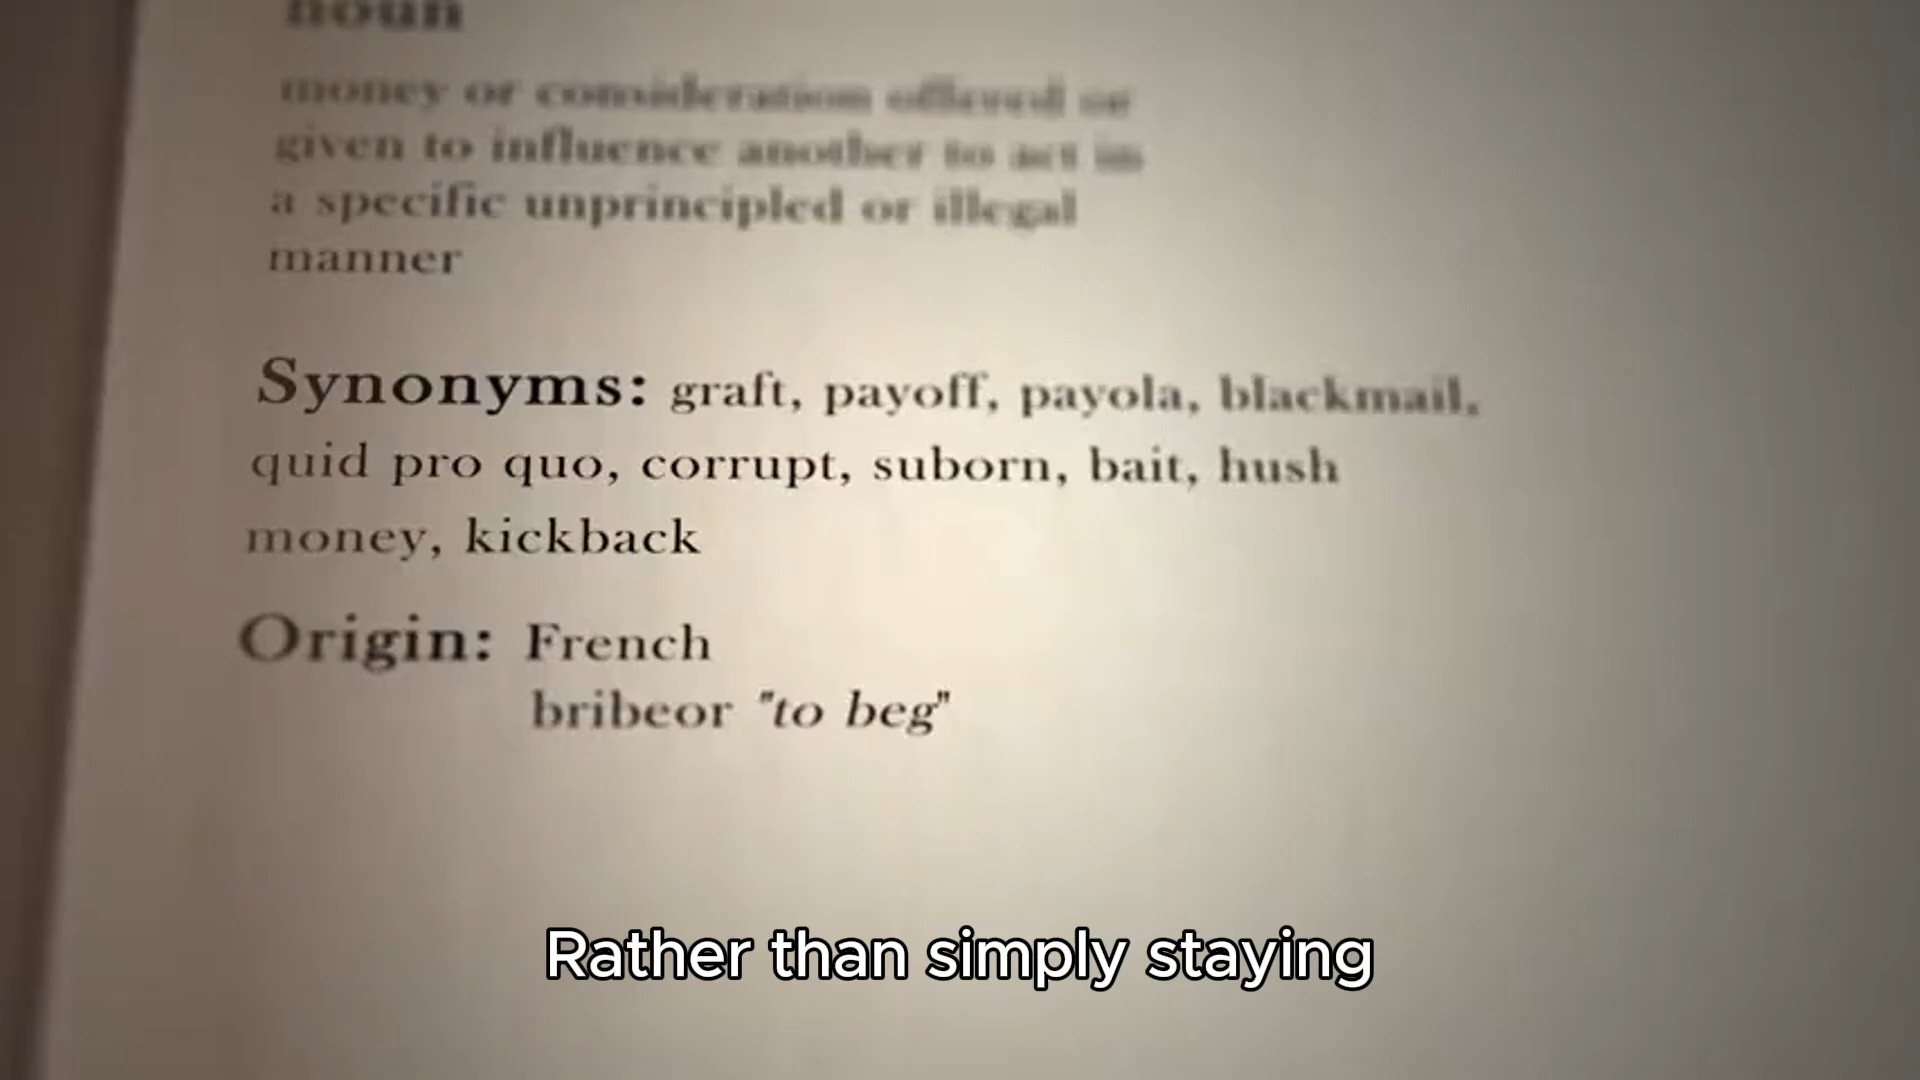 noun
money or consideration offered or
given to influence another to act in
a specific unprincipled or illegal
manner
Synonyms: graft, payoff, payola, blackmail,
quid pro quo, corrupt, suborn, bait, hush
money, kickback
Origin: French
bribeor "to beg"
Rather than simply staying